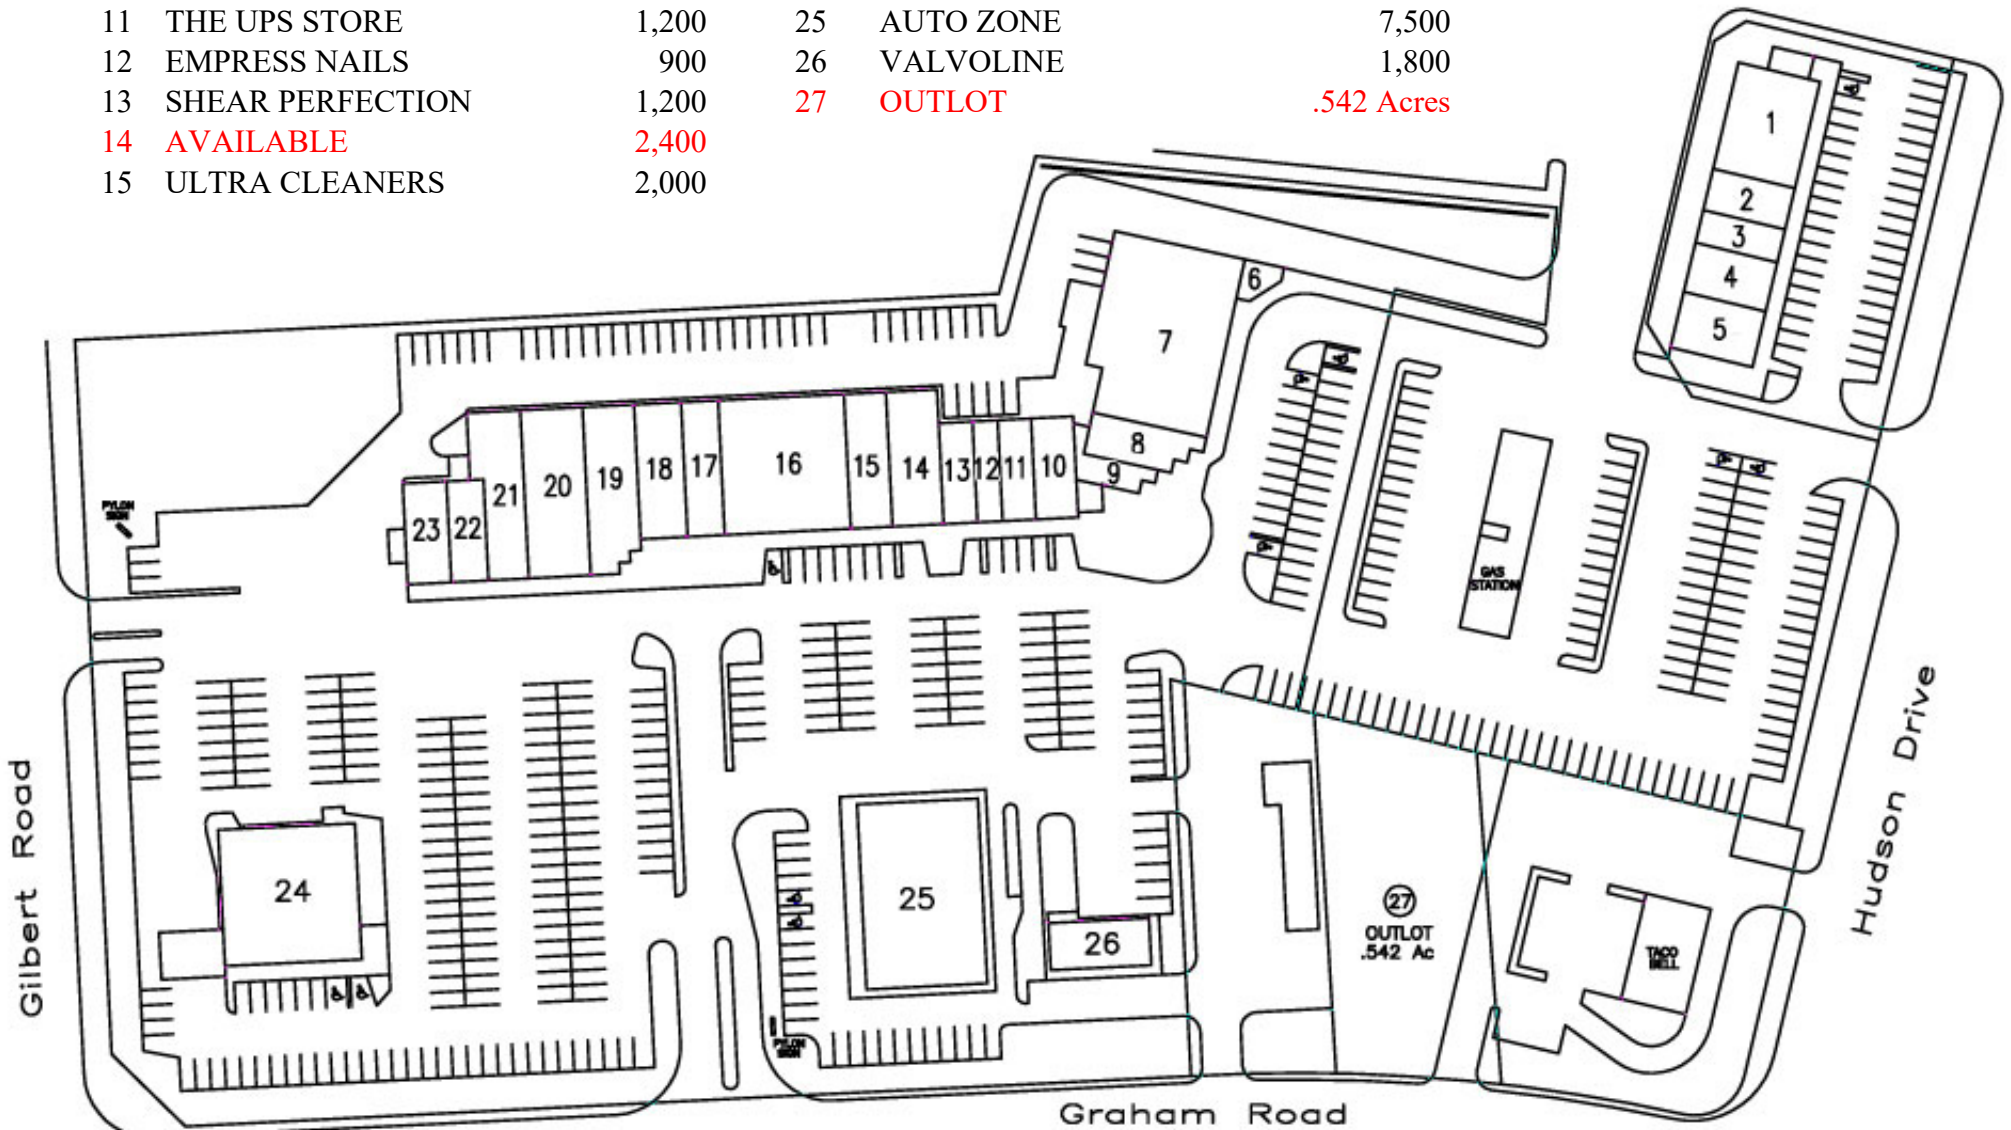 11 THE UPS STORE 1,200 25 AUTO ZONE 7,500
12 EMPRESS NAILS 900 26 VALVOLINE 1,800
13 SHEAR PERFECTION 1,200 27 OUTLOT .542 Acres
14 AVAILABLE 2,400
15 ULTRA CLEANERS 2,000
1
2
3
4
5
6
7
8
9
10
11
12
13
14
15
16
17
18
19
20
21
22
23
PYLON
SIGN
GAS
STATION
24
25
26
27
OUTLOT
.542 Ac
TACO
BELL
PYLON
SIGN
Gilbert Road
Hudson Drive
Graham Road